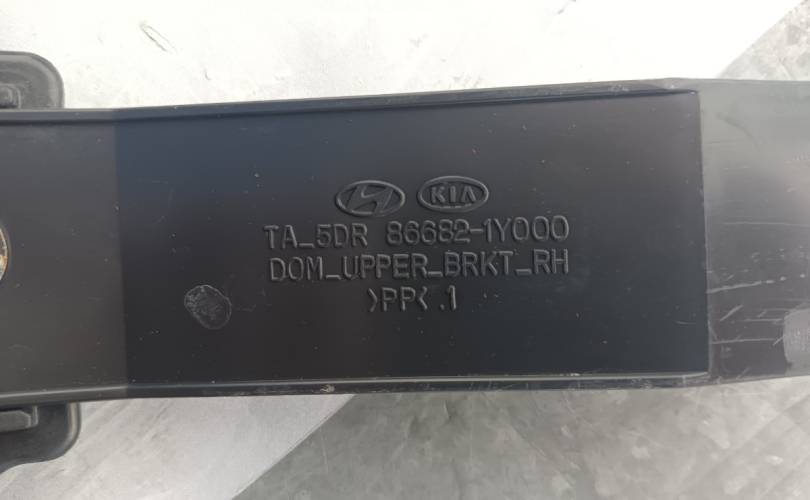 KIA
TA_5DR 86682-1Y000
DOM_UPPER_BRKT_RH
>PP< .1